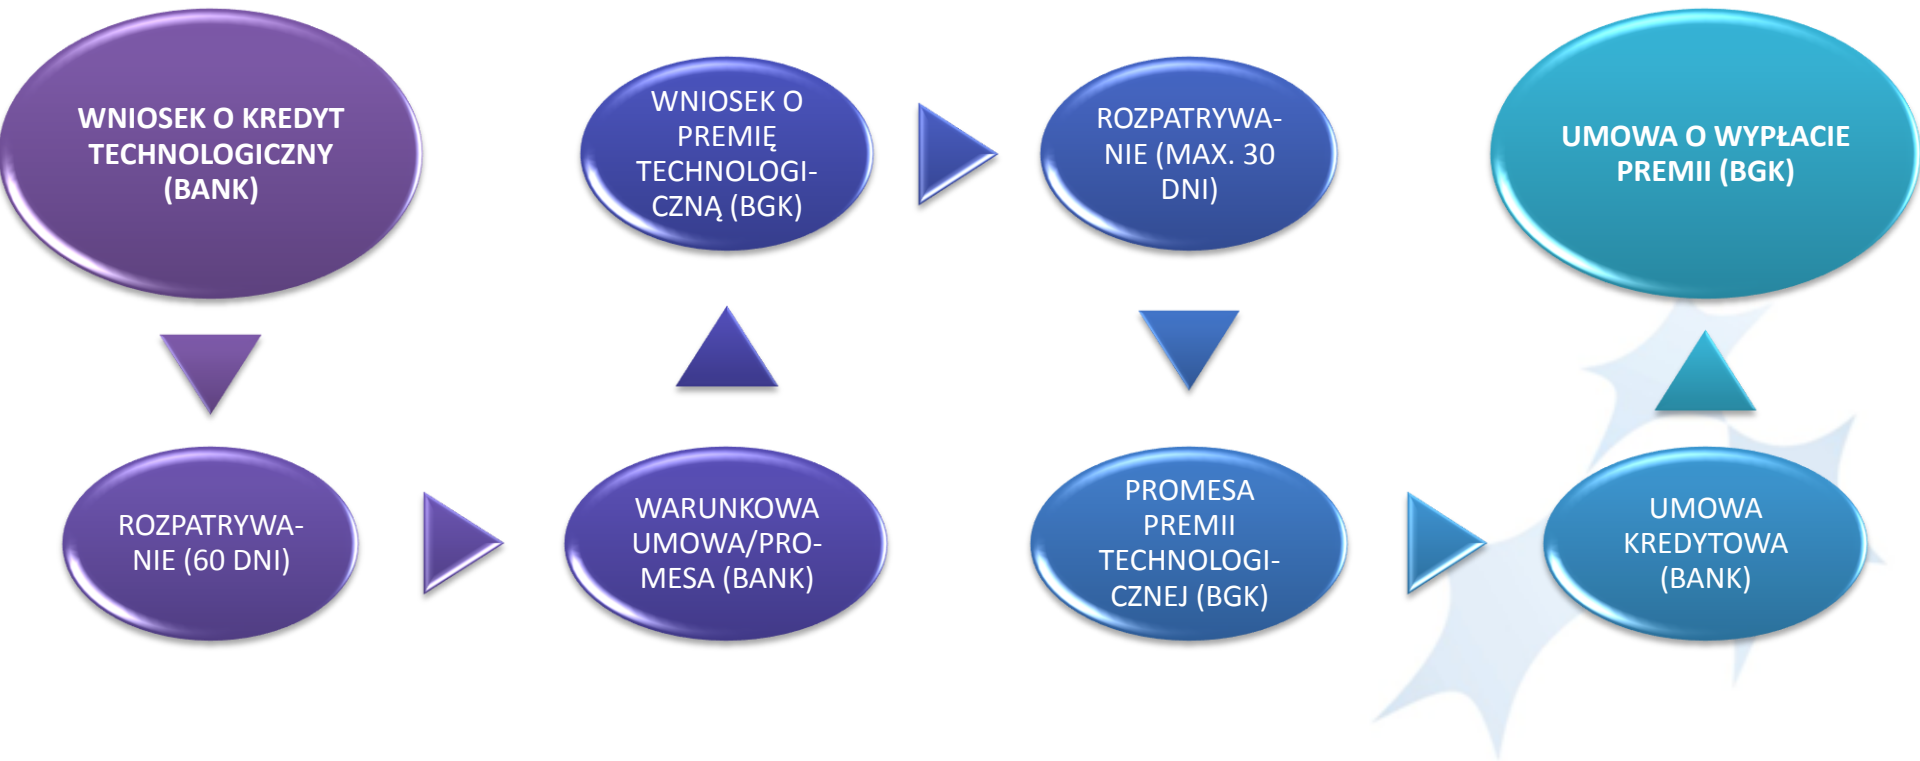 WNIOSEK O KREDYT
TECHNOLOGICZNY
(BANK)
ROZPATRYWA-
NIE (60 DNI)
WARUNKOWA
UMOWA/PRO-
MESA (BANK)
WNIOSEK O
PREMIĘ
TECHNOLOGI-
CZNĄ (BGK)
ROZPATRYWA-
NIE (MAX. 30
DNI)
PROMESA
PREMII
TECHNOLOGI-
CZNEJ (BGK)
UMOWA
KREDYTOWA
(BANK)
UMOWA O WYPŁACIE
PREMII (BGK)